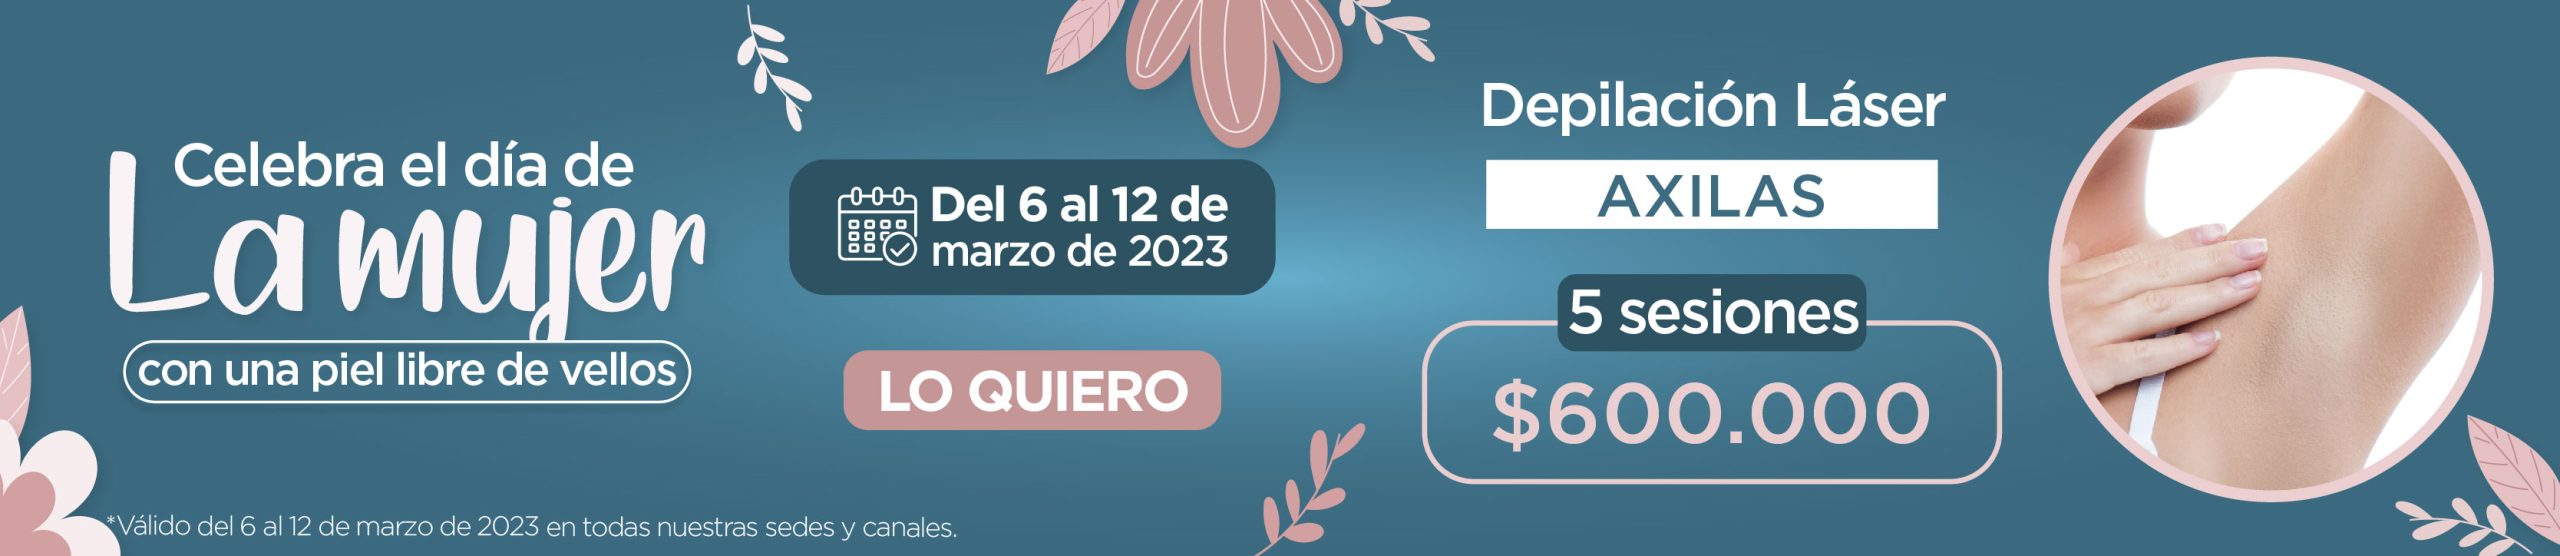 Celebra el día de
La mujer
con una piel libre de vellos
Del 6 al 12 de
marzo de 2023
LO QUIERO
Depilación Láser
AXILAS
5 sesiones
$600.000
*Válido del 6 al 12 de marzo de 2023 en todas nuestras sedes y canales.